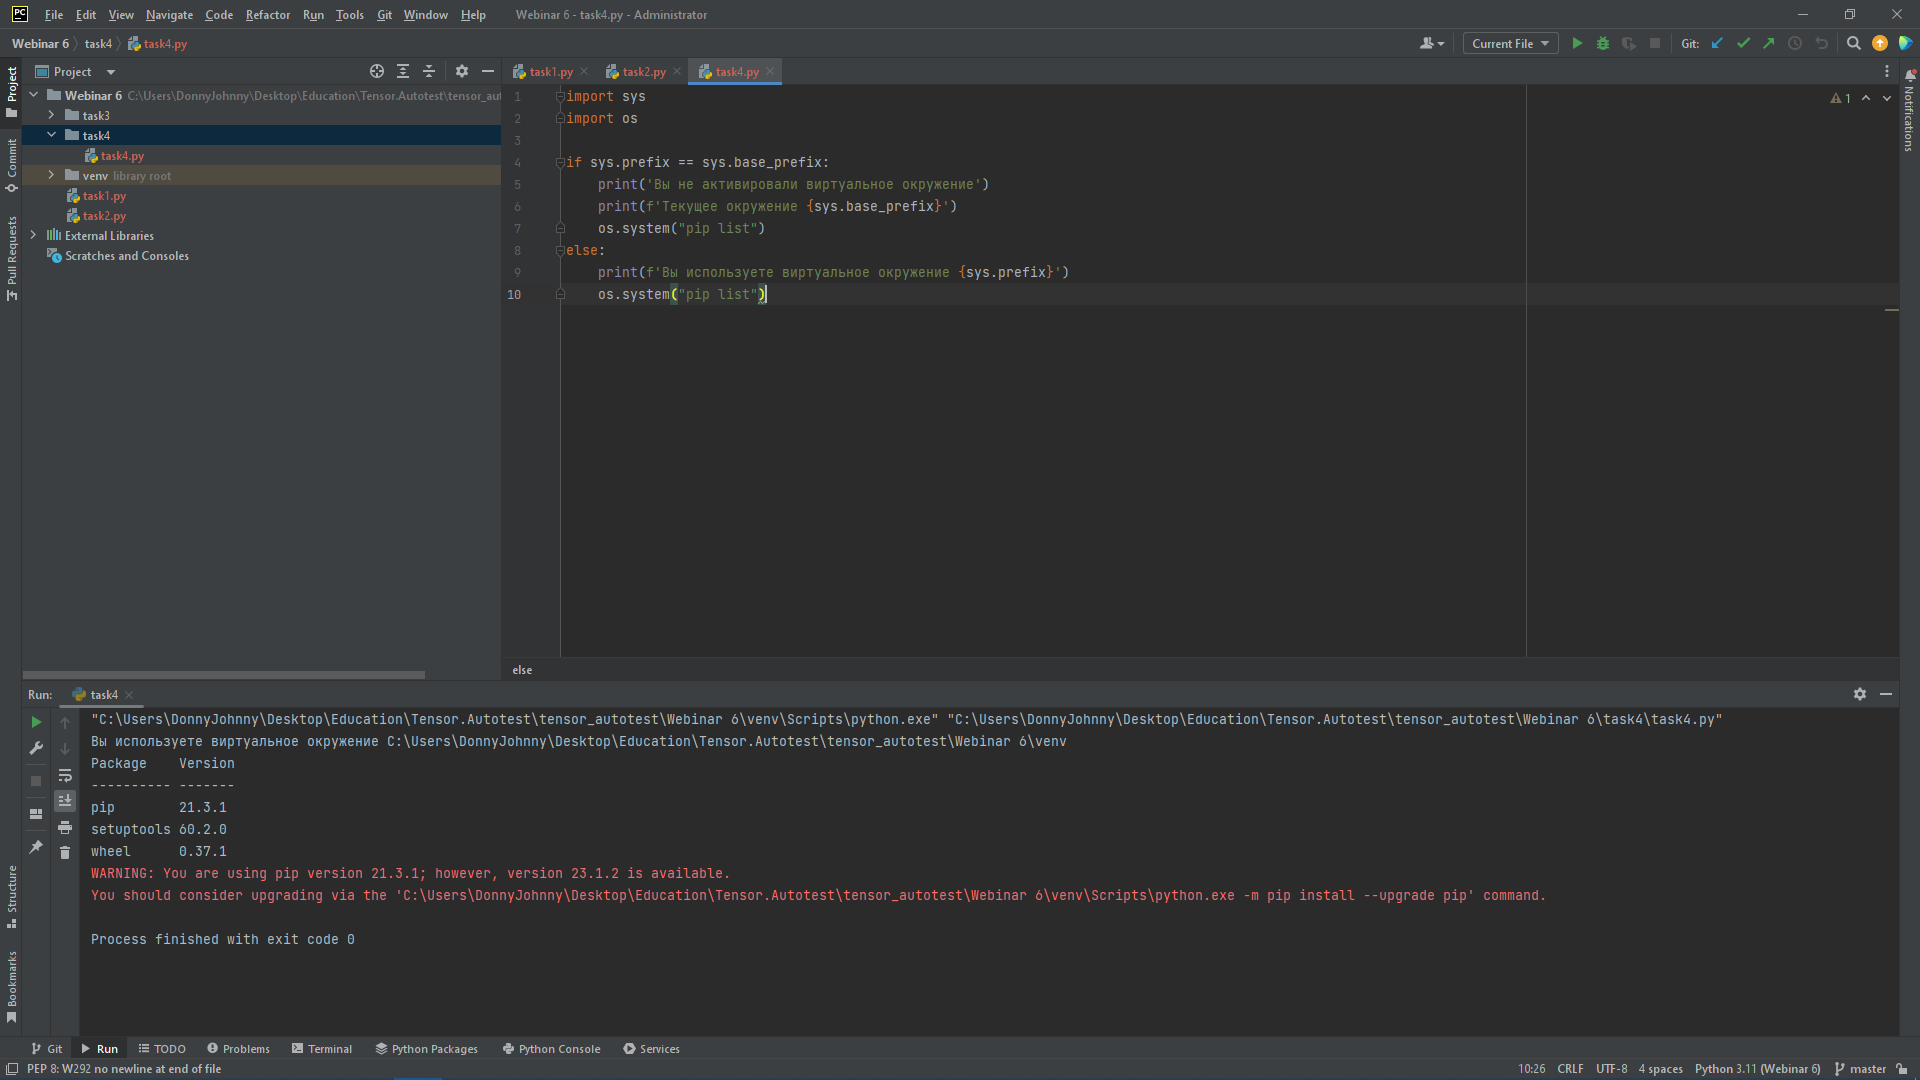 File Edit View Navigate Code Refactor Run Tools Git Window Help Webinar 6 - task4.py - Administrator
Webinar 6 task4 task4.py Current File Git:
Project task1.py task2.py task4.py
Webinar 6 C:\Users\DonnyJohnny\Desktop\Education\Tensor.Autotest\tensor_aut
task3
task4
task4.py
venv library root
task1.py
task2.py
External Libraries
Scratches and Consoles
Project
Commit
Pull Requests
Structure
Bookmarks
Notifications
1
1 import sys
2 import os
3
4 if sys.prefix == sys.base_prefix:
5 print('Вы не активировали виртуальное окружение')
6 print(f'Текущее окружение {sys.base_prefix}')
7 os.system("pip list")
8 else:
9 print(f'Вы используете виртуальное окружение {sys.prefix}')
10 os.system("pip list")
else
Run: task4
"C:\Users\DonnyJohnny\Desktop\Education\Tensor.Autotest\tensor_autotest\Webinar 6\venv\Scripts\python.exe" "C:\Users\DonnyJohnny\Desktop\Education\Tensor.Autotest\tensor_autotest\Webinar 6\task4\task4.py"
Вы используете виртуальное окружение C:\Users\DonnyJohnny\Desktop\Education\Tensor.Autotest\tensor_autotest\Webinar 6\venv
Package Version
---------- -------
pip 21.3.1
setuptools 60.2.0
wheel 0.37.1
WARNING: You are using pip version 21.3.1; however, version 23.1.2 is available.
You should consider upgrading via the 'C:\Users\DonnyJohnny\Desktop\Education\Tensor.Autotest\tensor_autotest\Webinar 6\venv\Scripts\python.exe -m pip install --upgrade pip' command.
Process finished with exit code 0
Git Run TODO Problems Terminal Python Packages Python Console Services
PEP 8: W292 no newline at end of file 10:26 CRLF UTF-8 4 spaces Python 3.11 (Webinar 6) master